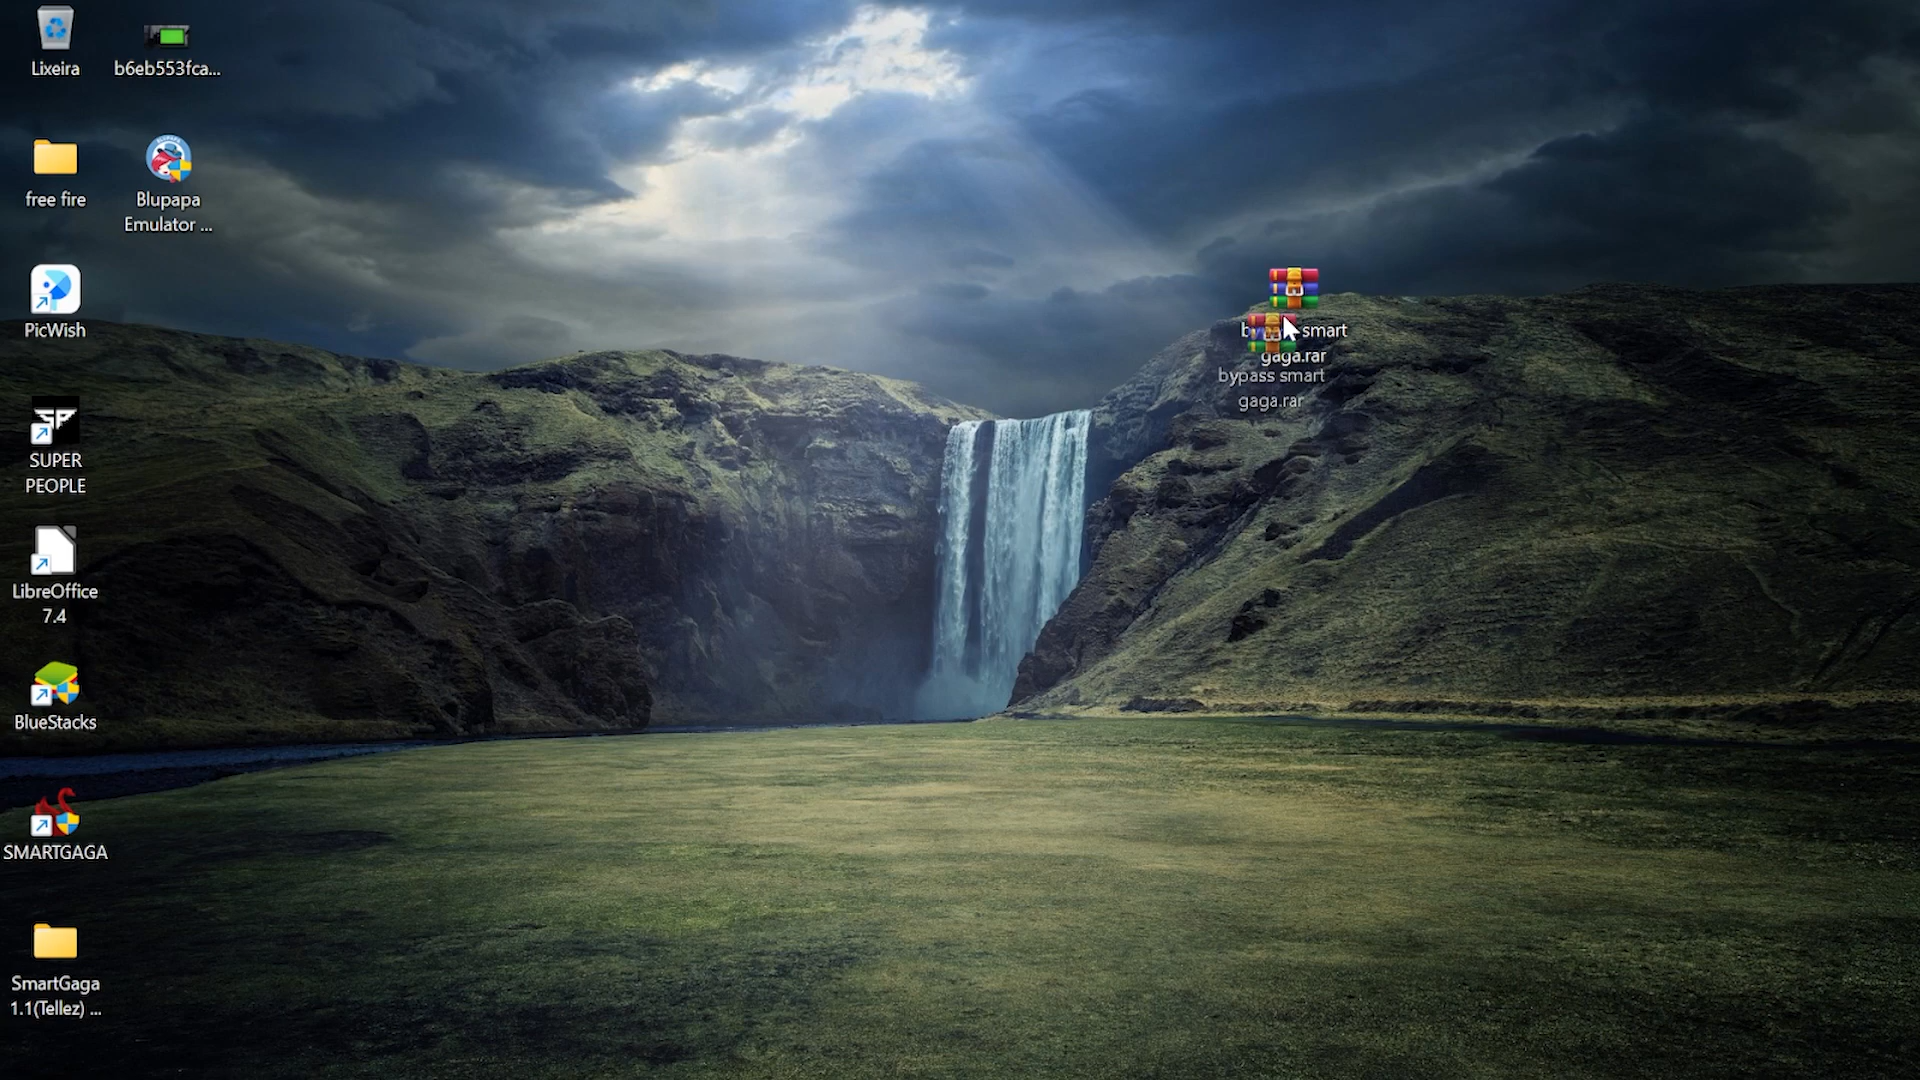 Lixeira
b6eb553fca...
free fire
Blupapa
Emulator ...
PicWish
SP
SUPER
PEOPLE
LibreOffice
7.4
BlueStacks
SMARTGAGA
SmartGaga
1.1(Tellez) ...
smart
gaga.rar
bypass smart
gaga.rar